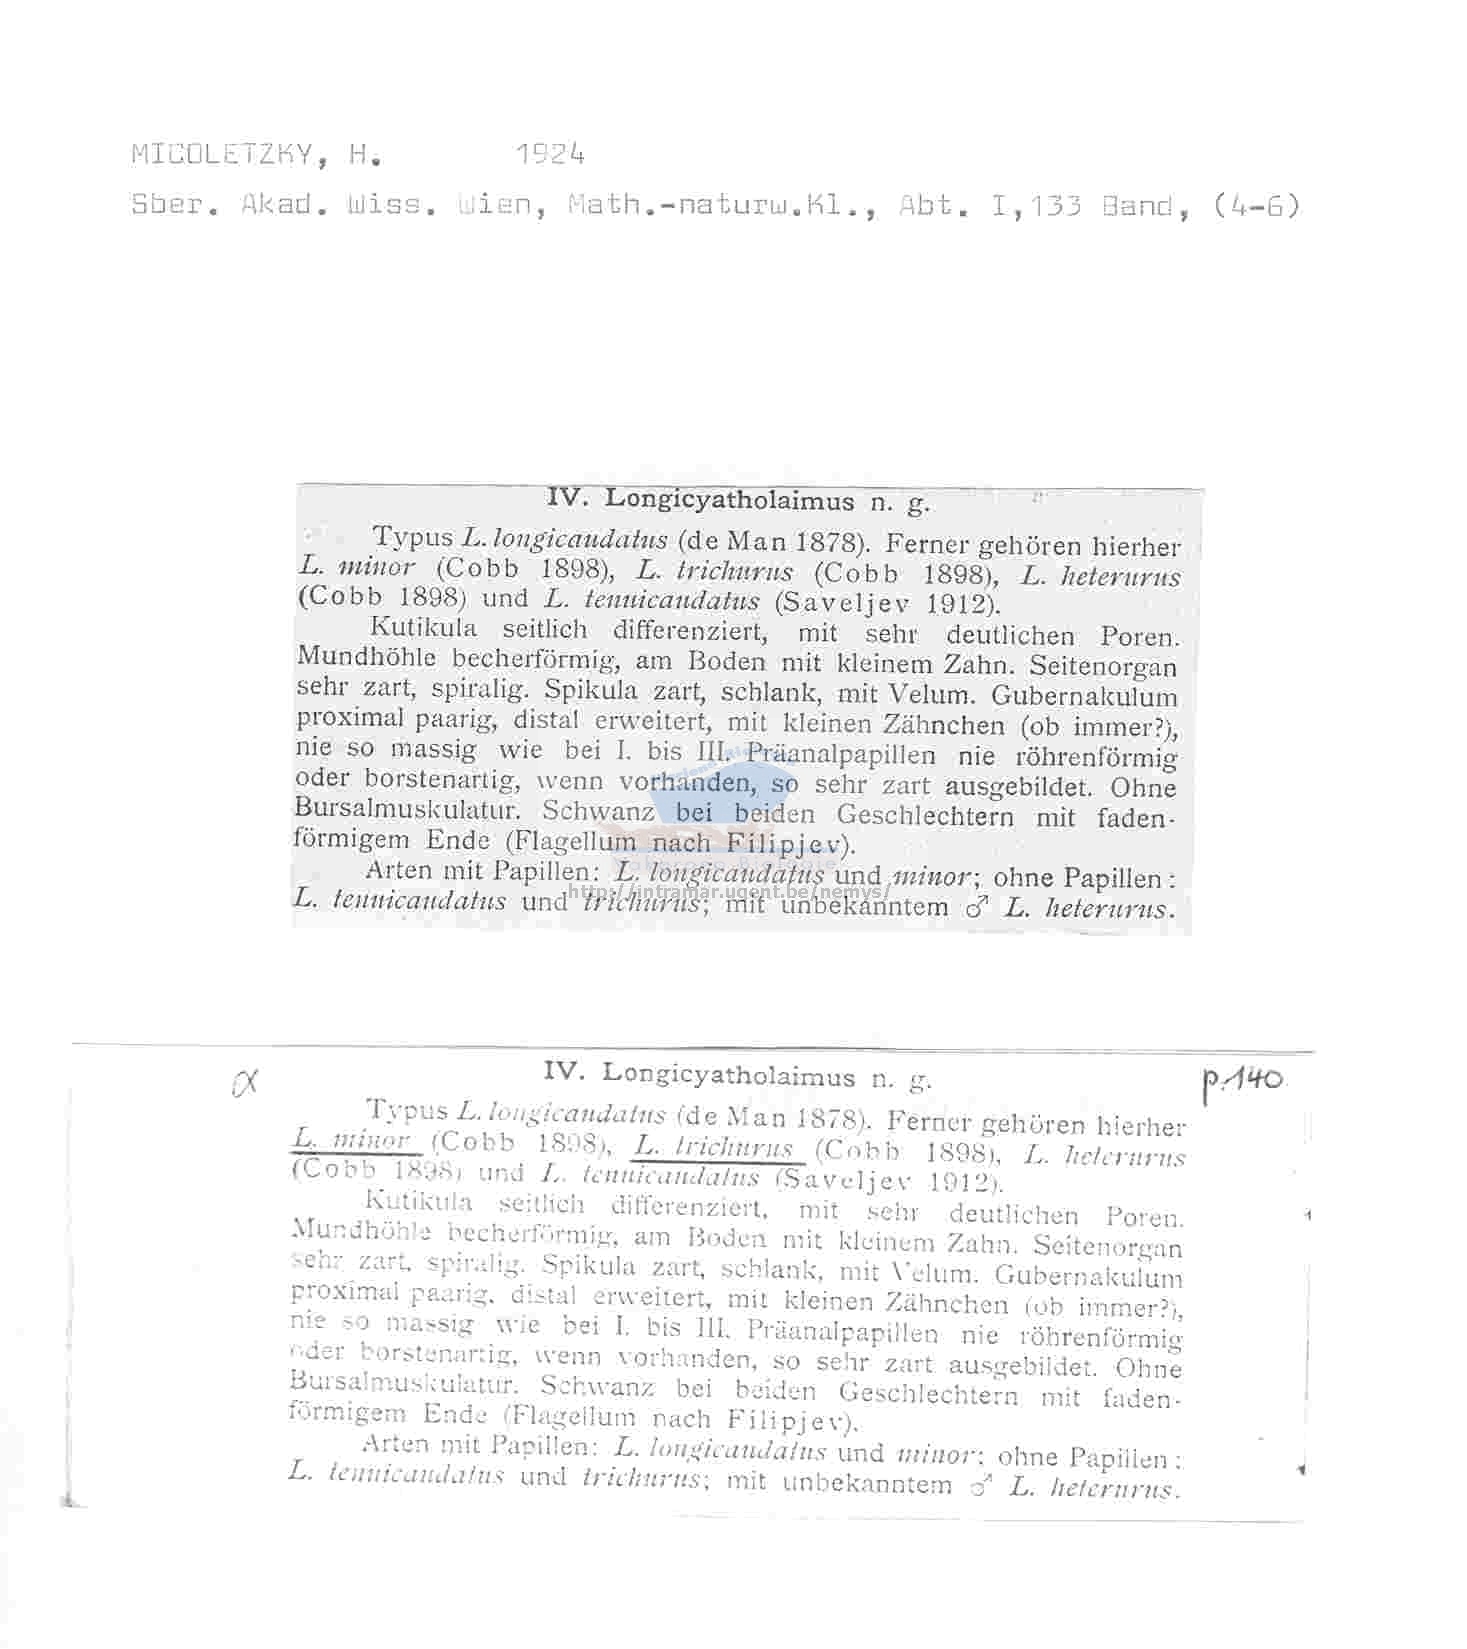 MICOLETZKY, H. 1924
Sber. Akad. Wiss. Wien, Math.-naturw.Kl., Abt. I,133 Band, (4-6)
IV. Longicyatholaimus n. g.
Typus L. longicaudatus (de Man 1878). Ferner gehören hierher
L. minor (Cobb 1898), L. trichurus (Cobb 1898), L. heterurus
(Cobb 1898) und L. tenuicaudatus (Saveljev 1912).
Kutikula seitlich differenziert, mit sehr deutlichen Poren.
Mundhöhle becherförmig, am Boden mit kleinem Zahn. Seitenorgan
sehr zart, spiralig. Spikula zart, schlank, mit Velum. Gubernakulum
proximal paarig, distal erweitert, mit kleinen Zähnchen (ob immer?),
nie so massig wie bei I. bis III. Präanalpapillen nie röhrenförmig
oder borstenartig, wenn vorhanden, so sehr zart ausgebildet. Ohne
Bursalmuskulatur. Schwanz bei beiden Geschlechtern mit faden-
förmigem Ende (Flagellum nach Filipjev).
Arten mit Papillen: L. longicaudatus und minor; ohne Papillen:
http://intramar.ugent.be/nemys/
L. tenuicaudatus und trichurus; mit unbekanntem ♂ L. heterurus.
α IV. Longicyatholaimus n. g. p.140
Typus L. longicaudatus (de Man 1878). Ferner gehören hierher
L. minor (Cobb 1898), L. trichurus (Cobb 1898), L. heterurus
(Cobb 1898) und L. tenuicaudatus (Saveljev 1912).
Kutikula seitlich differenziert, mit sehr deutlichen Poren.
Mundhöhle becherförmig, am Boden mit kleinem Zahn. Seitenorgan
sehr zart, spiralig. Spikula zart, schlank, mit Velum. Gubernakulum
proximal paarig, distal erweitert, mit kleinen Zähnchen (ob immer?),
nie so massig wie bei I. bis III. Präanalpapillen nie röhrenförmig
oder borstenartig, wenn vorhanden, so sehr zart ausgebildet. Ohne
Bursalmuskulatur. Schwanz bei beiden Geschlechtern mit faden-
förmigem Ende (Flagellum nach Filipjev).
Arten mit Papillen: L. longicaudatus und minor; ohne Papillen:
L. tenuicaudatus und trichurus; mit unbekanntem ♂ L. heterurus.